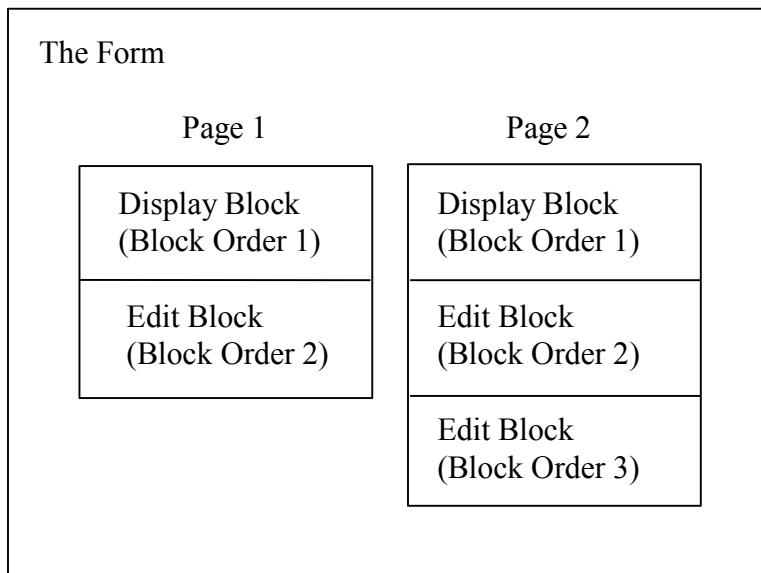 The Form
Page 1
Display Block
(Block Order 1)
Edit Block
(Block Order 2)
Page 2
Display Block
(Block Order 1)
Edit Block
(Block Order 2)
Edit Block
(Block Order 3)